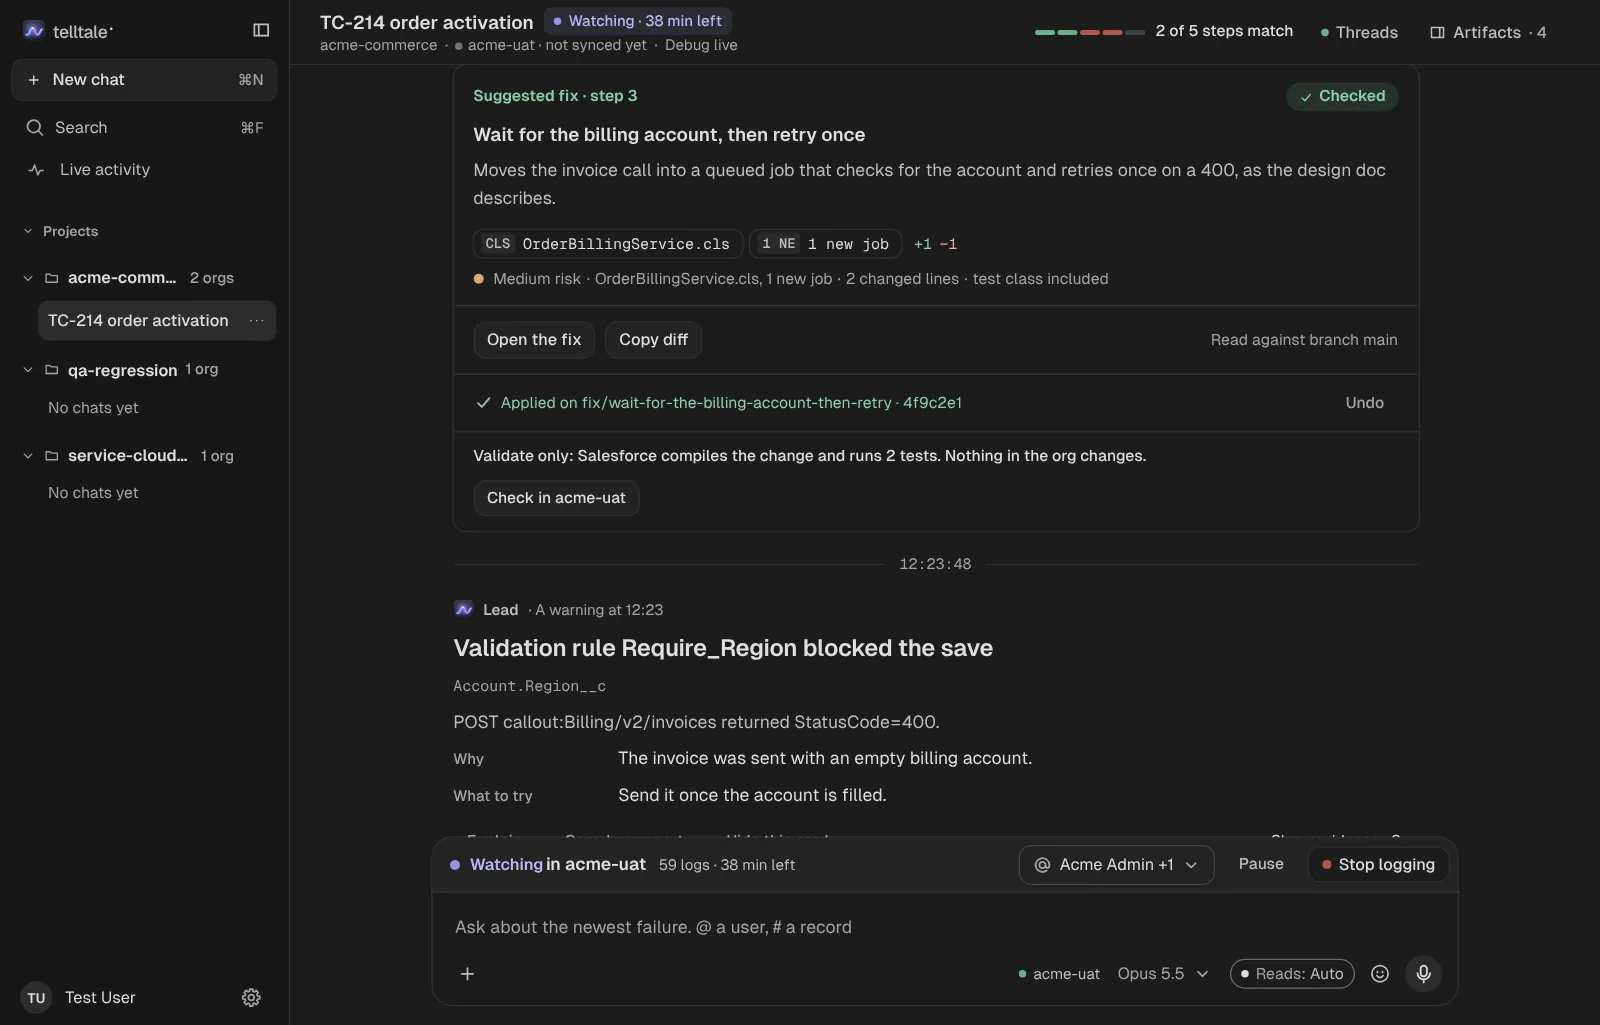 telltale
New chat ⌘N
Search ⌘F
Live activity
Projects
acme-comm... 2 orgs
TC-214 order activation ...
qa-regression 1 org
No chats yet
service-cloud... 1 org
No chats yet
TU Test User
TC-214 order activation Watching · 38 min left
acme-commerce · acme-uat · not synced yet · Debug live
2 of 5 steps match
Threads
Artifacts · 4
Suggested fix · step 3
Checked
Wait for the billing account, then retry once
Moves the invoice call into a queued job that checks for the account and retries once on a 400, as the design doc
describes.
CLS OrderBillingService.cls 1 NE 1 new job +1 −1
Medium risk · OrderBillingService.cls, 1 new job · 2 changed lines · test class included
Open the fix Copy diff Read against branch main
Applied on fix/wait-for-the-billing-account-then-retry · 4f9c2e1 Undo
Validate only: Salesforce compiles the change and runs 2 tests. Nothing in the org changes.
Check in acme-uat
12:23:48
Lead · A warning at 12:23
Validation rule Require_Region blocked the save
Account.Region__c
POST callout:Billing/v2/invoices returned StatusCode=400.
Why The invoice was sent with an empty billing account.
What to try Send it once the account is filled.
Watching in acme-uat 59 logs · 38 min left
@ Acme Admin +1 Pause Stop logging
Ask about the newest failure. @ a user, # a record
+ acme-uat Opus 5.5 Reads: Auto